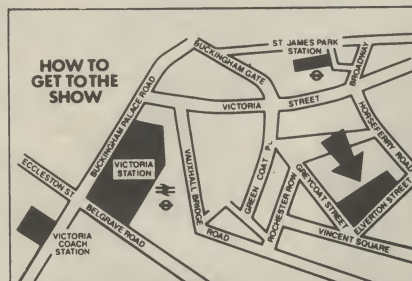 HOW TO
GET TO THE
SHOW
ST JAMES PARK
STATION
BUCKINGHAM GATE
BROADWAY
BUCKINGHAM PALACE ROAD
VICTORIA STREET
HORSEFERRY ROAD
ECCLESTON ST
VICTORIA
STATION
VAUXHALL BRIDGE
ROAD
GREEN COAT PL
ROCHESTER ROW
GREYCOAT STREET
ELVERTON STREET
BELGRAVE ROAD
VINCENT SQUARE
VICTORIA
COACH
STATION